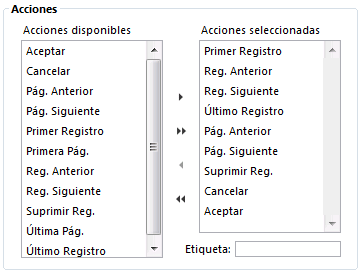 Acciones
Acciones disponibles
Aceptar
Cancelar
Pág. Anterior
Pág. Siguiente
Primer Registro
Primera Pág.
Reg. Anterior
Reg. Siguiente
Suprimir Reg.
Última Pág.
Último Registro
Acciones seleccionadas
Primer Registro
Reg. Anterior
Reg. Siguiente
Último Registro
Pág. Anterior
Pág. Siguiente
Suprimir Reg.
Cancelar
Aceptar
Etiqueta: